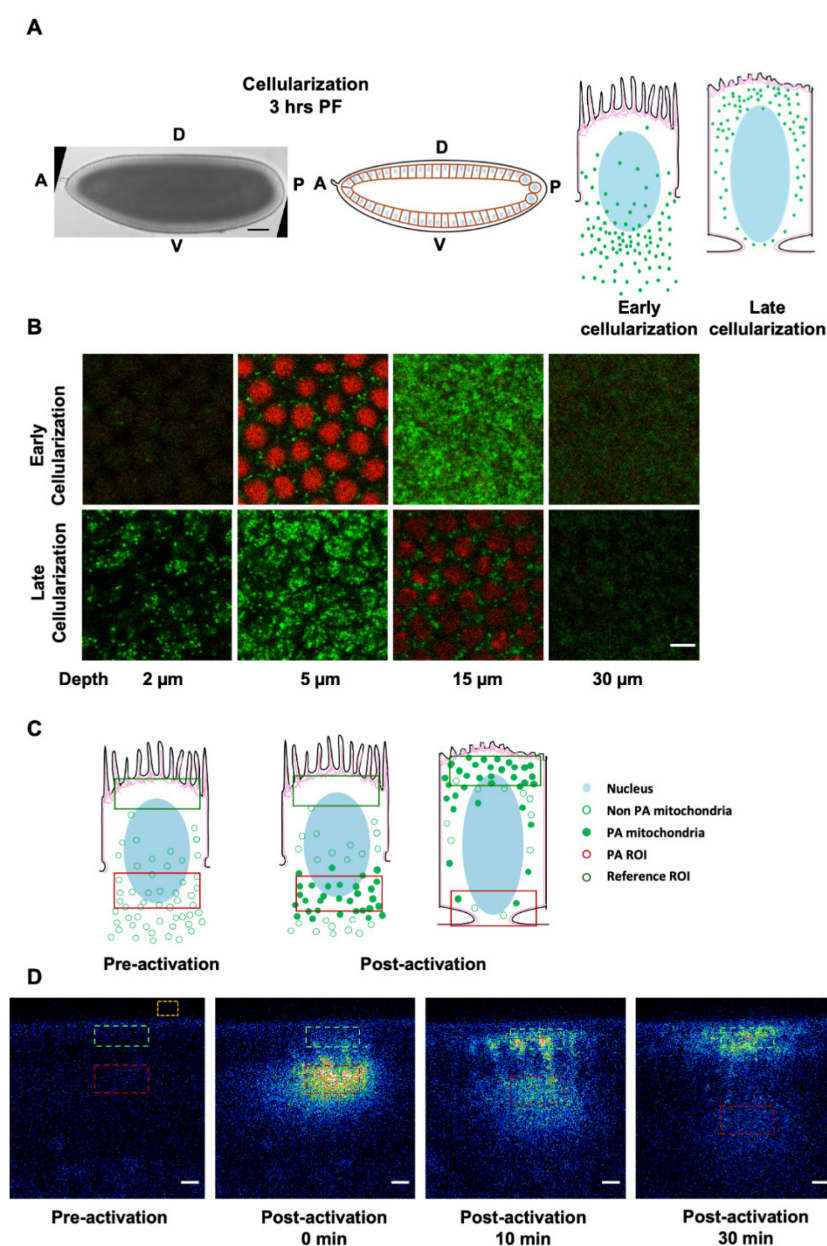 A
Cellularization
3 hrs PF
D
A
P
V
D
A
P
V
Early
cellularization
Late
cellularization
B
Early
Cellularization
Late
Cellularization
Depth
2 μm
5 μm
15 μm
30 μm
C
Nucleus
Non PA mitochondria
PA mitochondria
PA ROI
Reference ROI
Pre-activation
Post-activation
D
Pre-activation
Post-activation
0 min
Post-activation
10 min
Post-activation
30 min